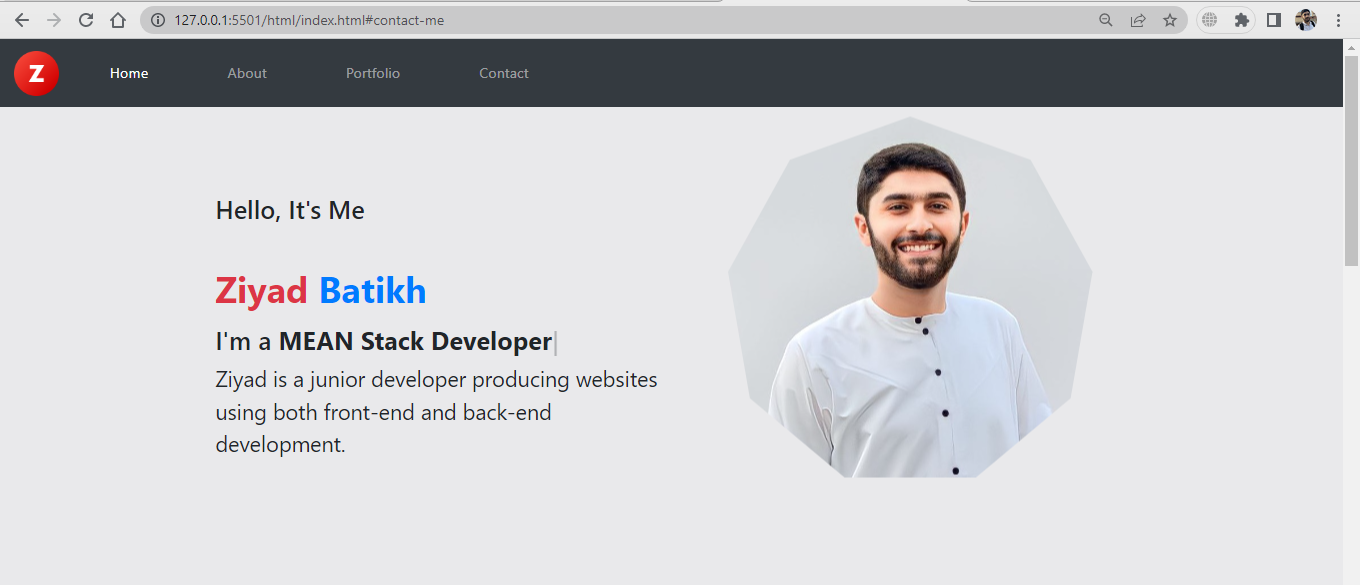 127.0.0.1:5501/html/index.html#contact-me
Z
Home
About
Portfolio
Contact
Hello, It's Me
Ziyad Batikh
I'm a MEAN Stack Developer|
Ziyad is a junior developer producing websites
using both front-end and back-end
development.